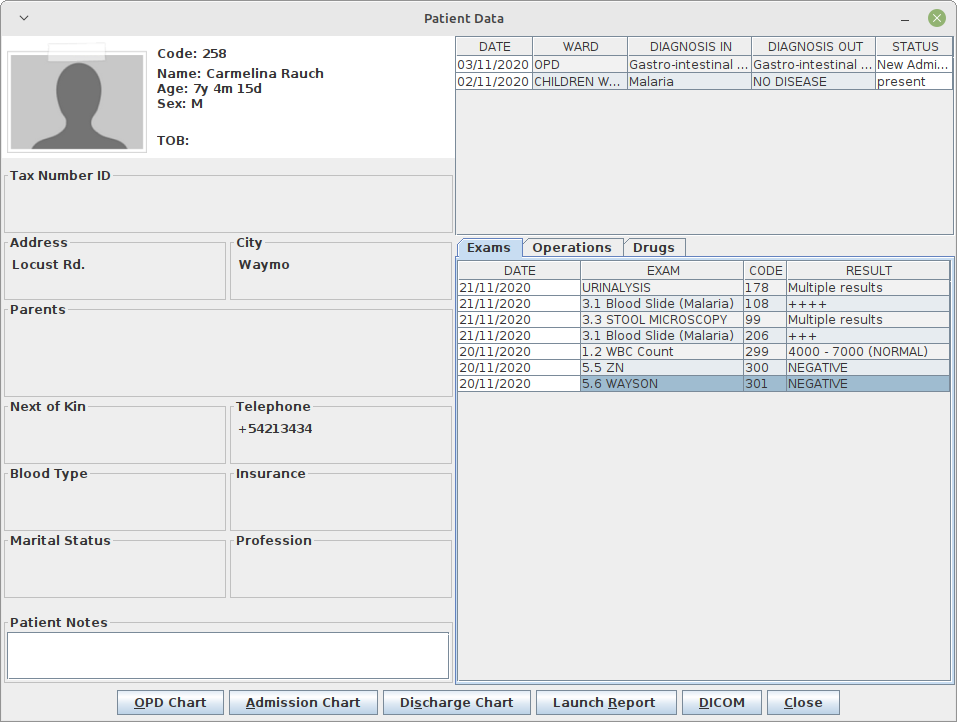 Patient Data
Code: 258
Name: Carmelina Rauch
Age: 7y 4m 15d
Sex: M
TOB:
Tax Number ID
Address
Locust Rd.
City
Waymo
Parents
Next of Kin
Telephone
+54213434
Blood Type
Insurance
Marital Status
Profession
Patient Notes
DATE WARD DIAGNOSIS IN DIAGNOSIS OUT STATUS
03/11/2020 OPD Gastro-intestinal ... Gastro-intestinal ... New Admi...
02/11/2020 CHILDREN W... Malaria NO DISEASE present
Exams Operations Drugs
DATE EXAM CODE RESULT
21/11/2020 URINALYSIS 178 Multiple results
21/11/2020 3.1 Blood Slide (Malaria) 108 ++++
21/11/2020 3.3 STOOL MICROSCOPY 99 Multiple results
21/11/2020 3.1 Blood Slide (Malaria) 206 +++
20/11/2020 1.2 WBC Count 299 4000 - 7000 (NORMAL)
20/11/2020 5.5 ZN 300 NEGATIVE
20/11/2020 5.6 WAYSON 301 NEGATIVE
OPD Chart Admission Chart Discharge Chart Launch Report DICOM Close